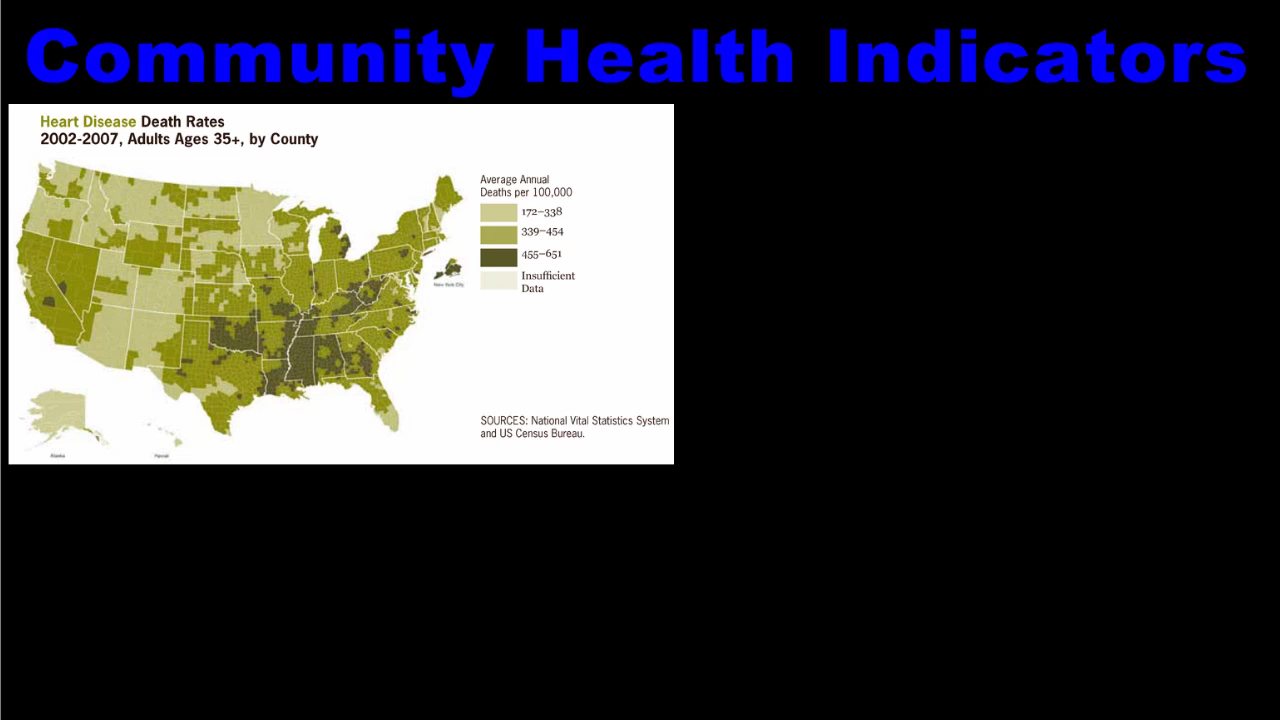 Community Health Indicators
Heart Disease Death Rates
2002-2007, Adults Ages 35+, by County
Average Annual
Deaths per 100,000
172–338
339–454
455–651
Insufficient
Data
New York City
SOURCES: National Vital Statistics System
and US Census Bureau.
Alaska
Hawaii